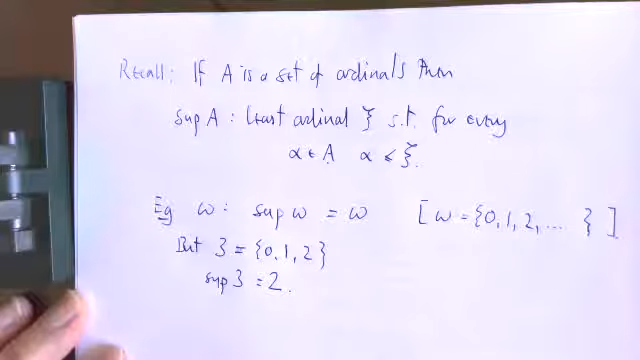 Recall: If A is a set of ordinals then
sup A : least ordinal ξ s.t. for every
α ∈ A α ≤ ξ.
Eg ω : sup ω = ω [ ω = {0, 1, 2, ... } ]
But 3 = {0, 1, 2}
sup 3 = 2.